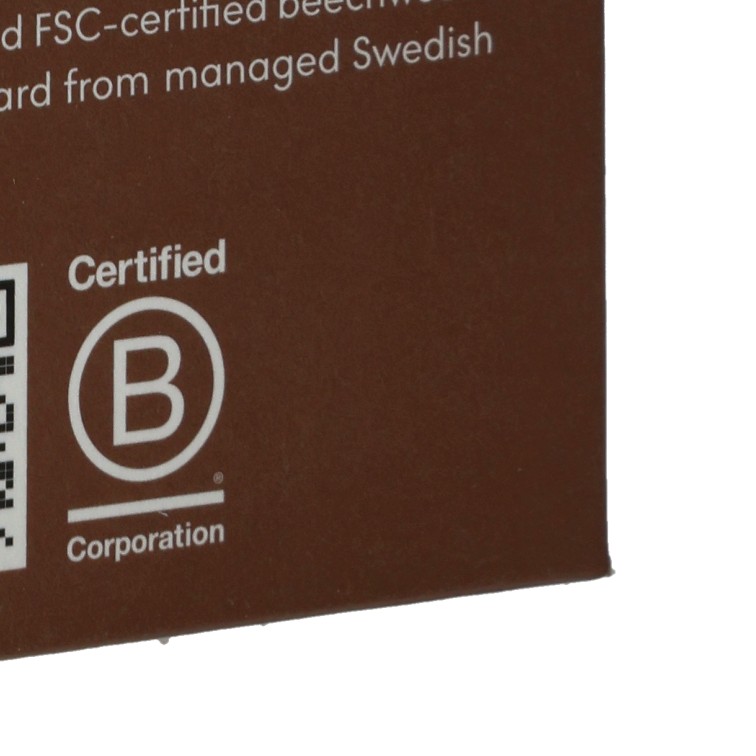 d FSC-certified
ard from managed Swedish
Certified
B
®
Corporation